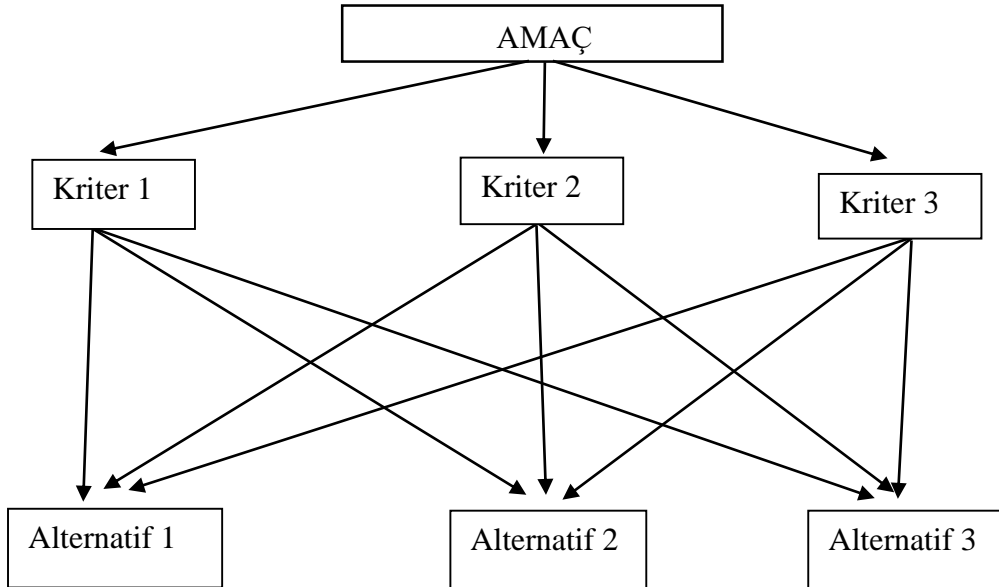 AMAÇ
Kriter 1
Kriter 2
Kriter 3
Alternatif 1
Alternatif 2
Alternatif 3